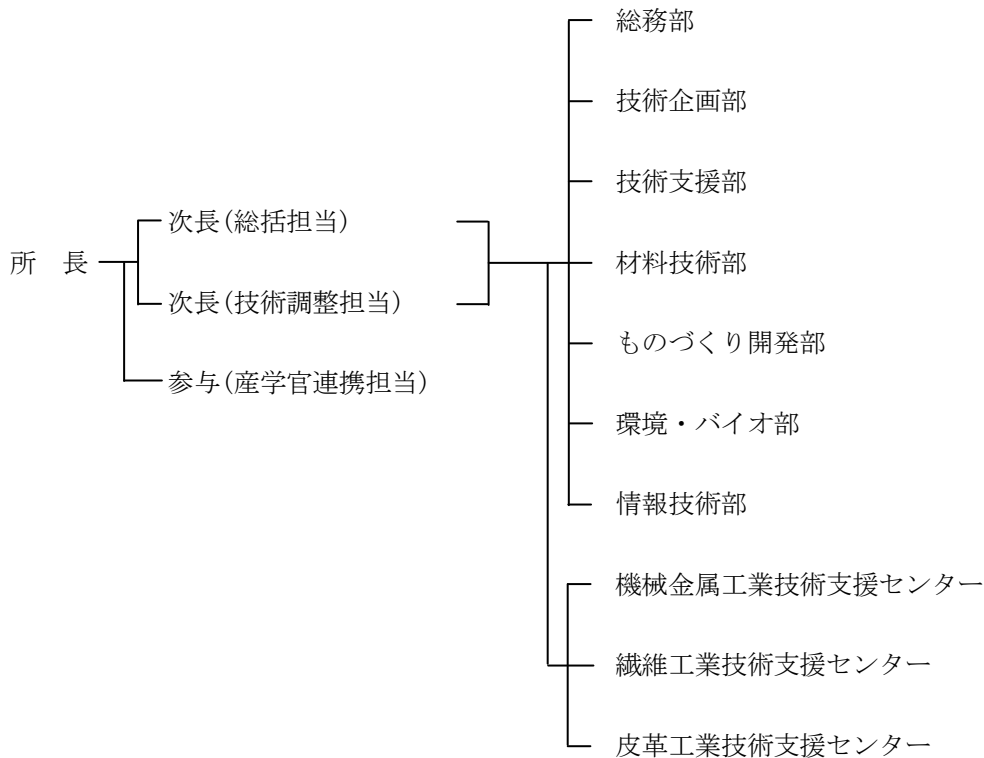 総務部
技術企画部
技術支援部
次長(総括担当)
所　長
材料技術部
次長(技術調整担当)
ものづくり開発部
参与(産学官連携担当)
環境・バイオ部
情報技術部
機械金属工業技術支援センター
繊維工業技術支援センター
皮革工業技術支援センター